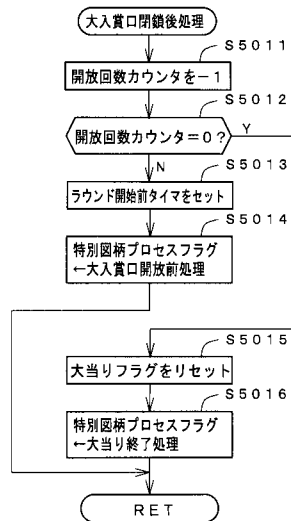 大入賞口閉鎖後処理
S5011
開放回数カウンタを－1
S5012
開放回数カウンタ＝0？
Y
N
S5013
ラウンド開始前タイマをセット
S5014
特別図柄プロセスフラグ
←大入賞口開放前処理
S5015
大当りフラグをリセット
S5016
特別図柄プロセスフラグ
←大当り終了処理
RET